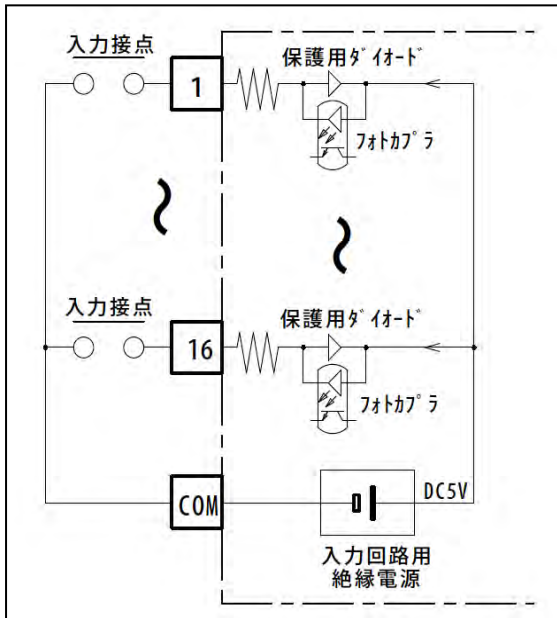 入力接点
保護用ダイオード
1
フォトカプラ
入力接点
保護用ダイオード
16
フォトカプラ
COM
DC5V
入力回路用
絶縁電源